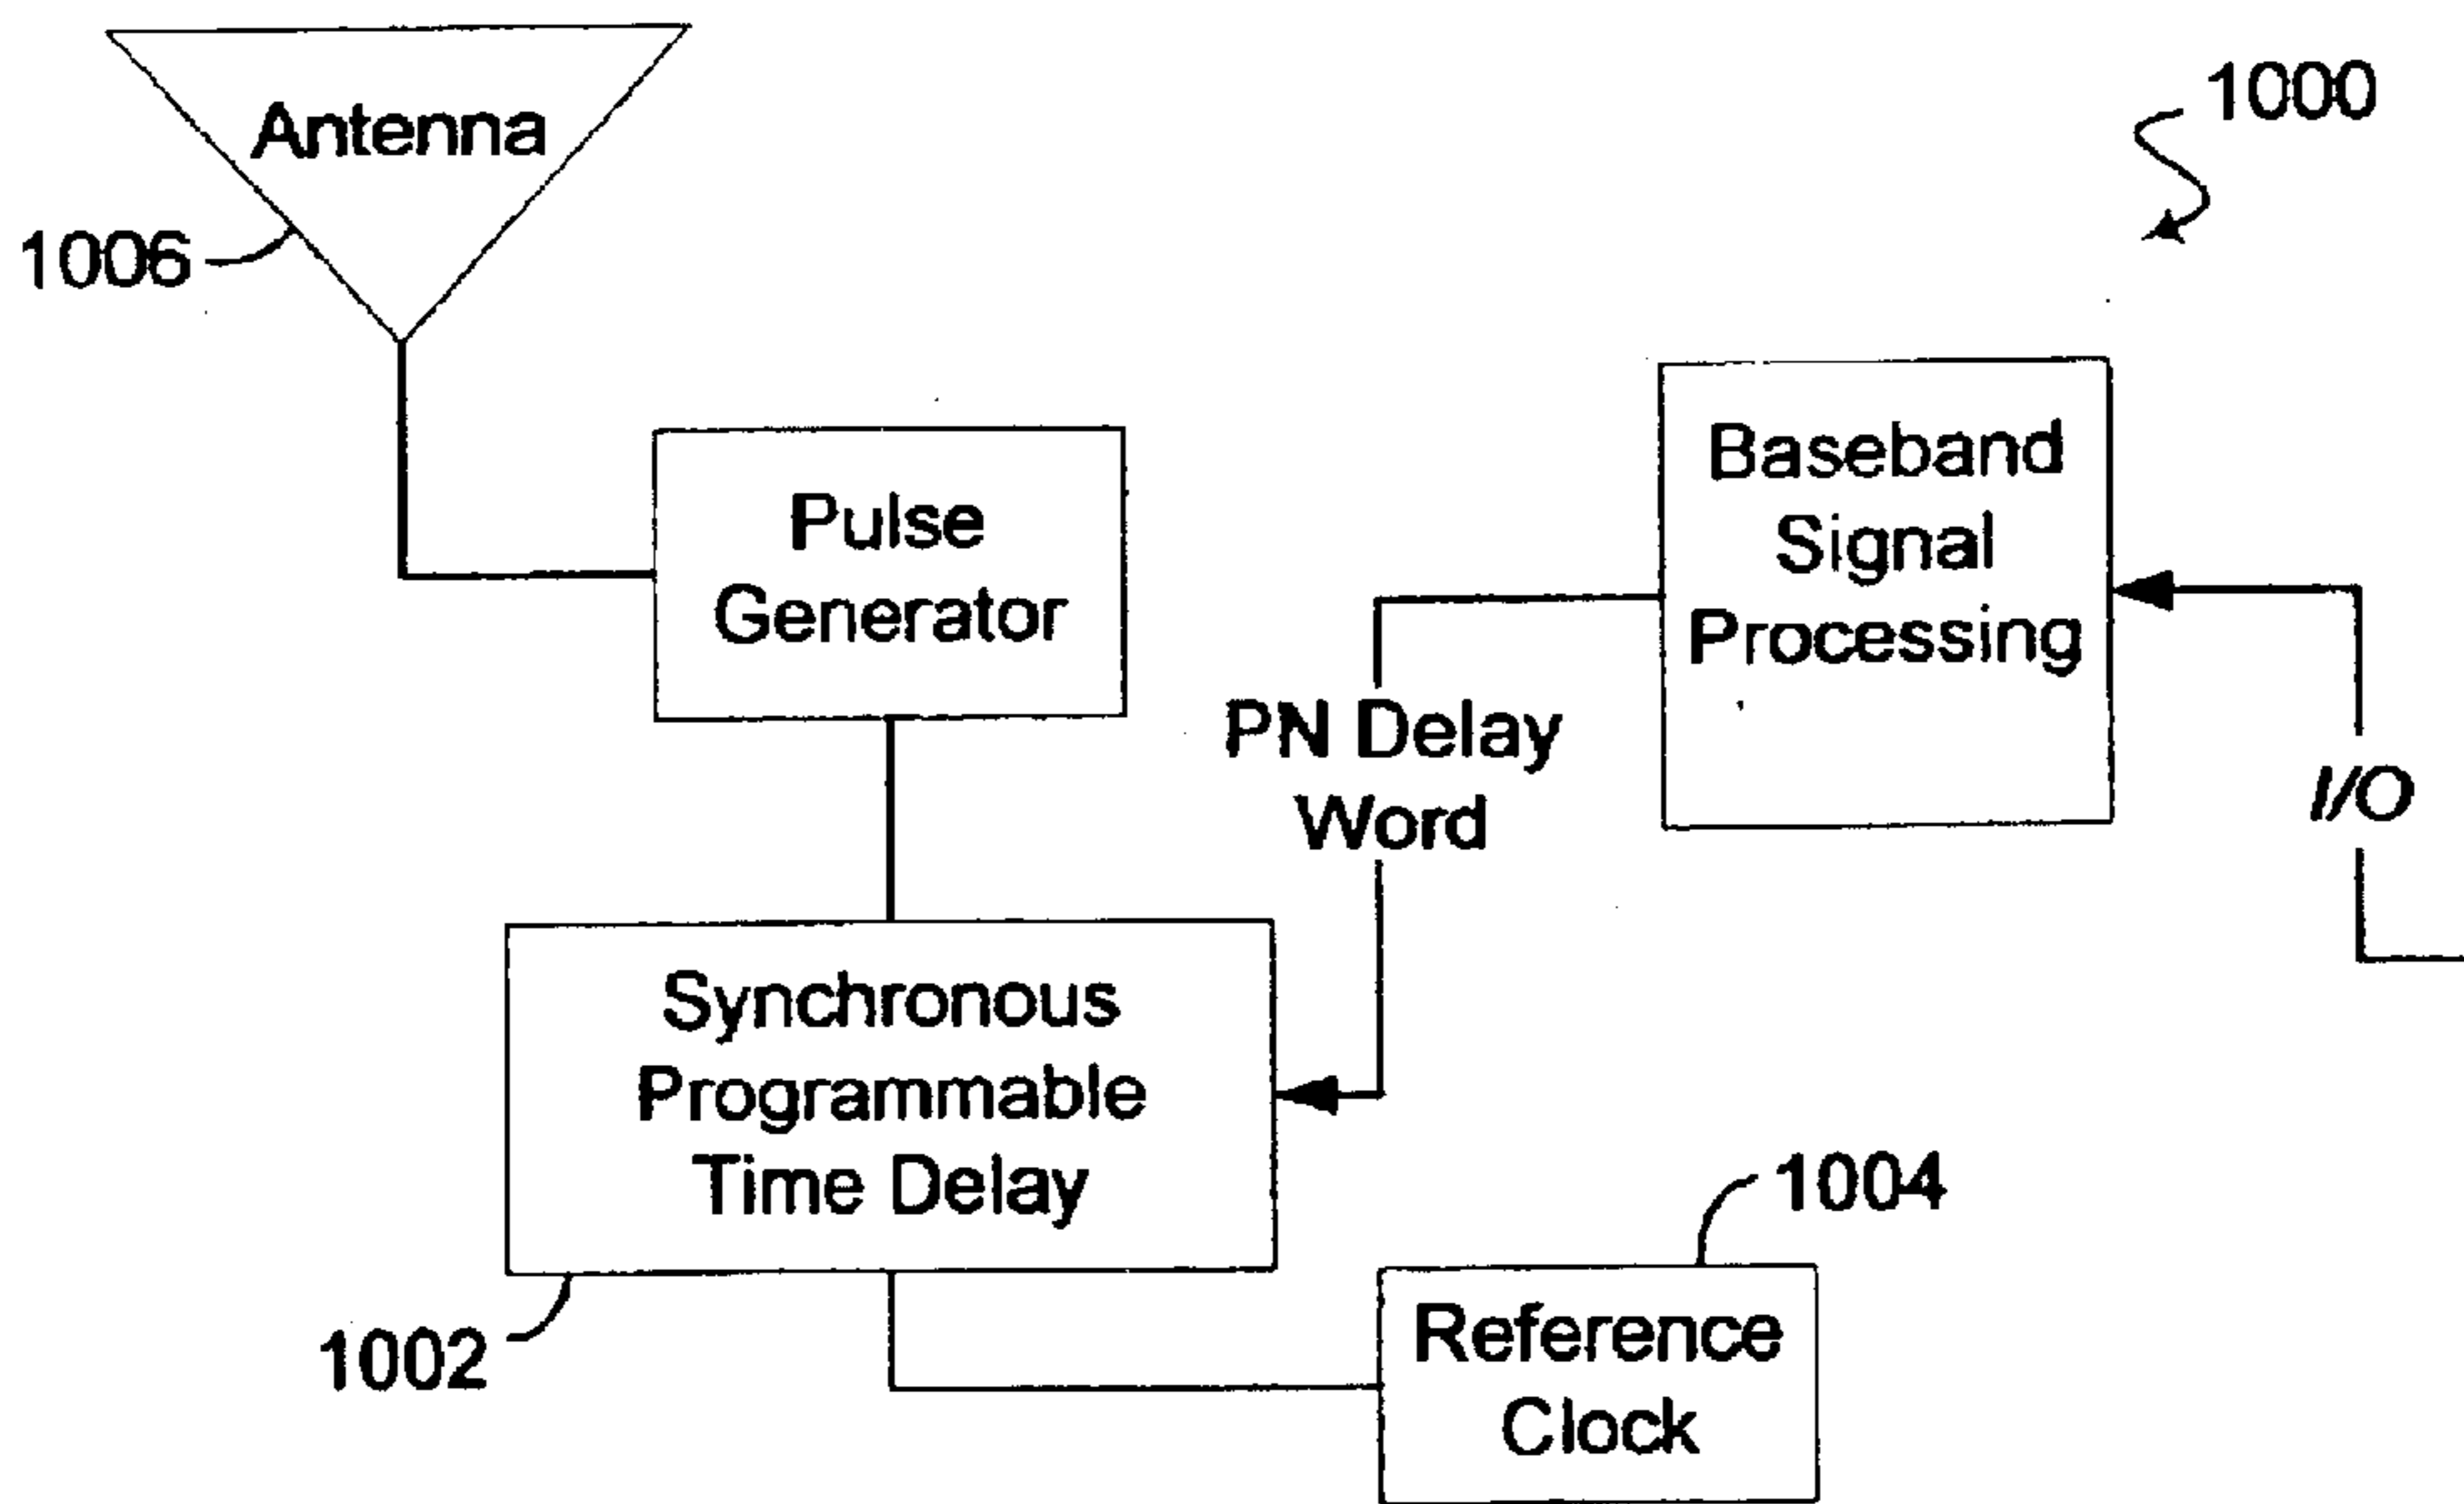 Antenna
1000
1006
Baseband
Signal
Processing
Pulse
Generator
PN Delay
Word
I/O
Synchronous
Programmable
Time Delay
1004
1002
Reference
Clock